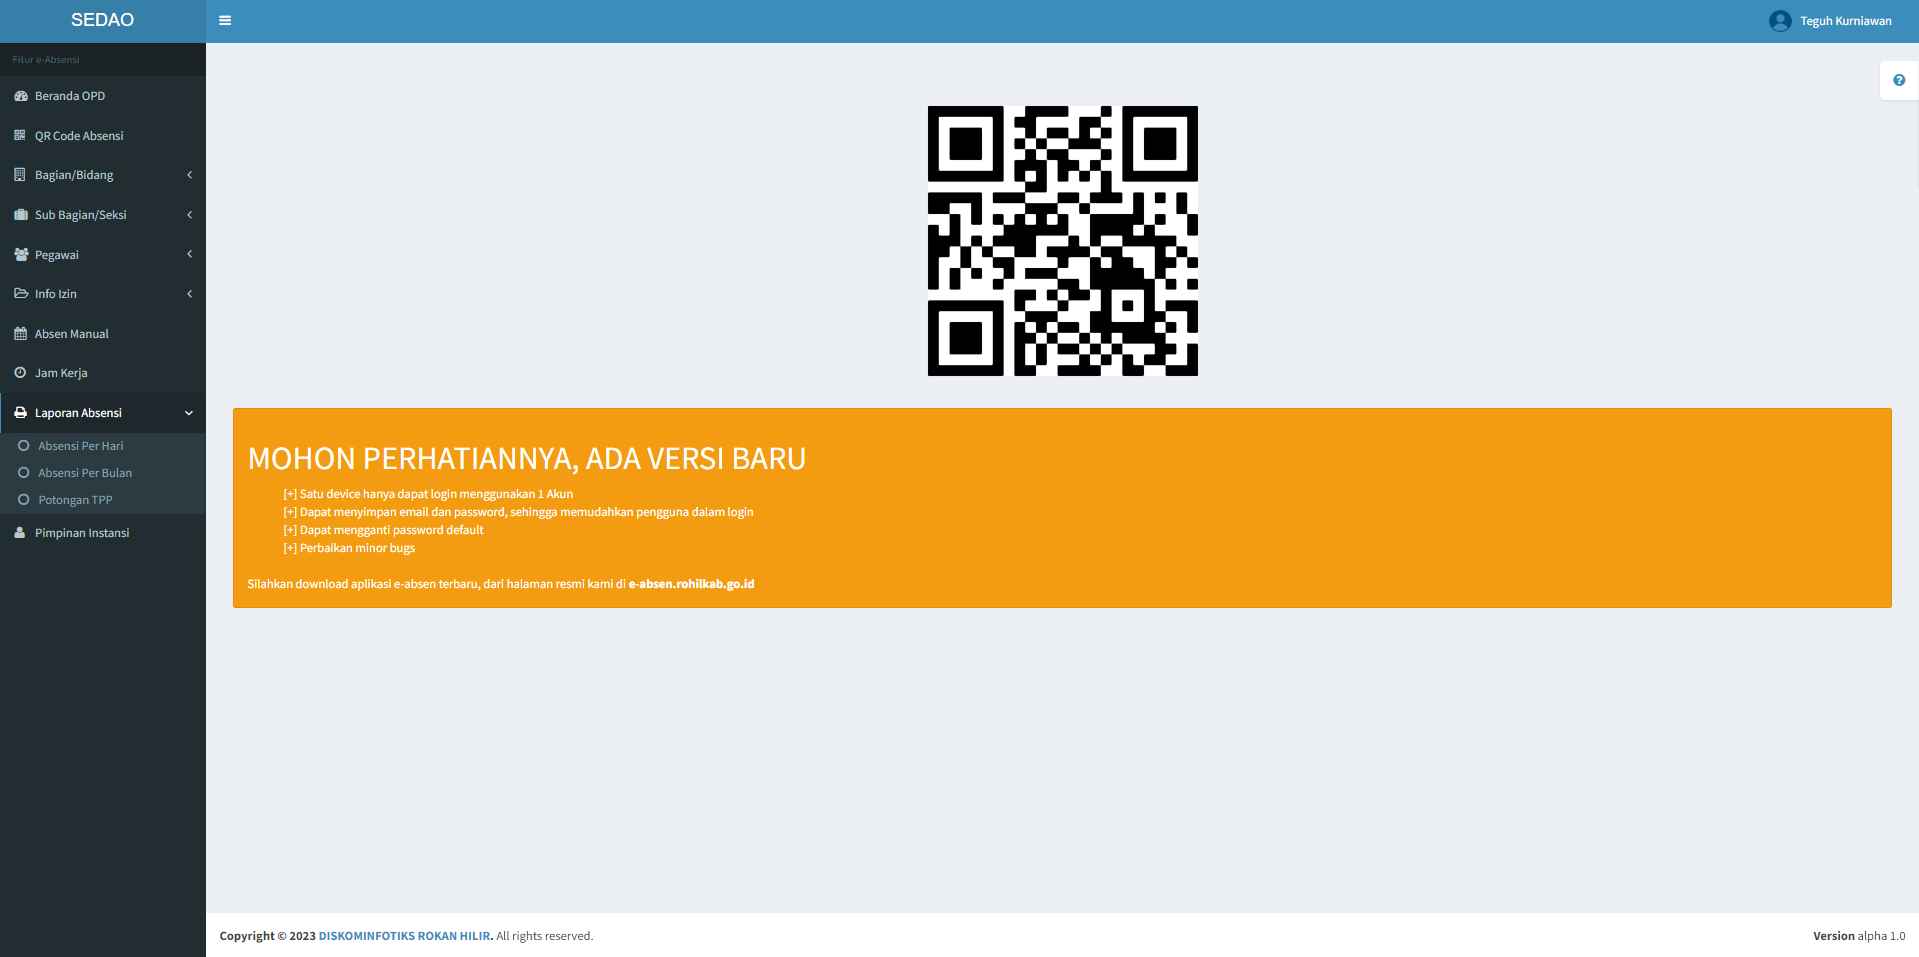 SEDAO
Teguh Kurniawan
Fitur e-Absensi
Beranda OPD
QR Code Absensi
Bagian/Bidang
Sub Bagian/Seksi
Pegawai
Info Izin
Absen Manual
Jam Kerja
Laporan Absensi
Absensi Per Hari
Absensi Per Bulan
Potongan TPP
Pimpinan Instansi
MOHON PERHATIANNYA, ADA VERSI BARU
[+] Satu device hanya dapat login menggunakan 1 Akun
[+] Dapat menyimpan email dan password, sehingga memudahkan pengguna dalam login
[+] Dapat mengganti password default
[+] Perbaikan minor bugs
Silahkan download aplikasi e-absen terbaru, dari halaman resmi kami di e-absen.rohilkab.go.id
Copyright © 2023 DISKOMINFOTIKS ROKAN HILIR. All rights reserved.
Version alpha 1.0